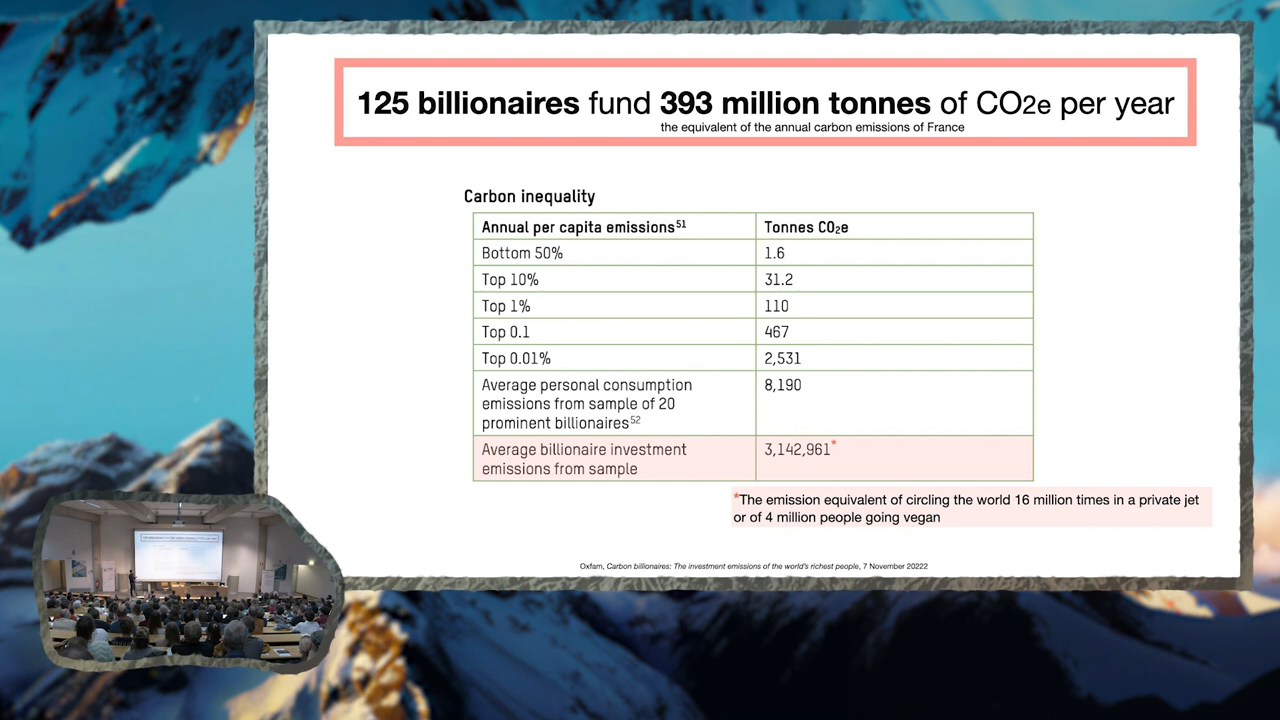 125 billionaires fund 393 million tonnes of CO2e per year
the equivalent of the annual carbon emissions of France
Carbon inequality
Annual per capita emissions51 Tonnes CO2e
Bottom 50% 1.6
Top 10% 31.2
Top 1% 110
Top 0.1 467
Top 0.01% 2,531
Average personal consumption 8,190
emissions from sample of 20
prominent billionaires52
Average billionaire investment 3,142,961*
emissions from sample
*The emission equivalent of circling the world 16 million times in a private jet
or of 4 million people going vegan
Oxfam, Carbon billionaires: The investment emissions of the world's richest people, 7 November 20222